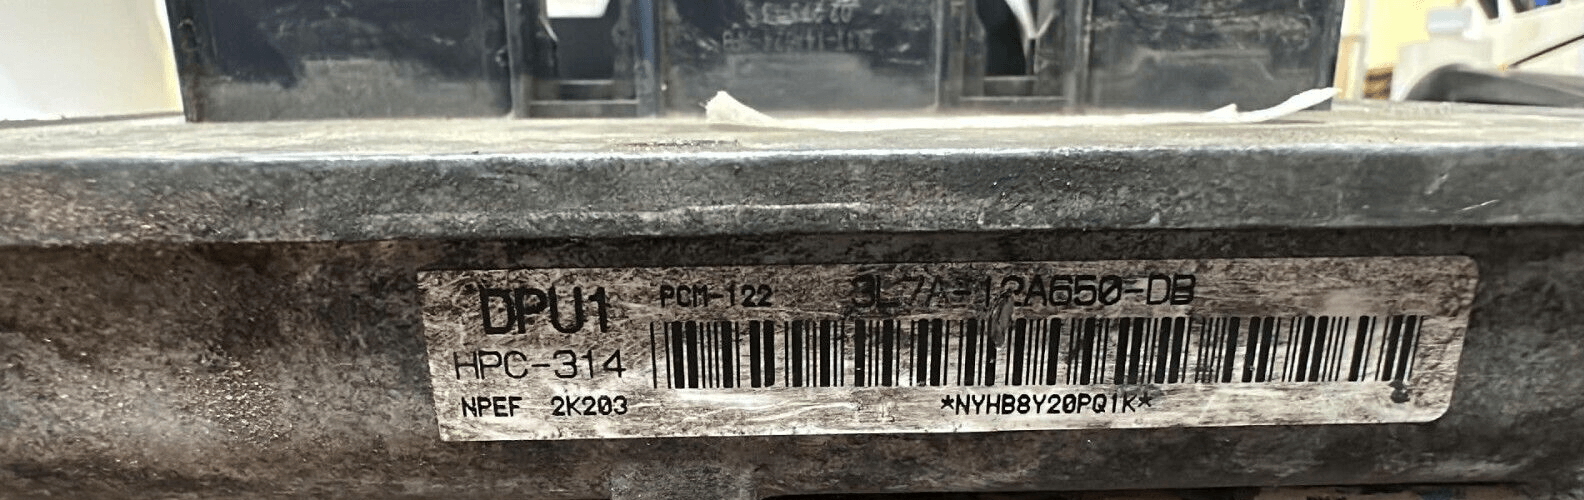 DPU1 PCM-122 3L7A-12A650-DB
HPC-314
NPEF 2K203 *NYHB8Y20PQ1K*